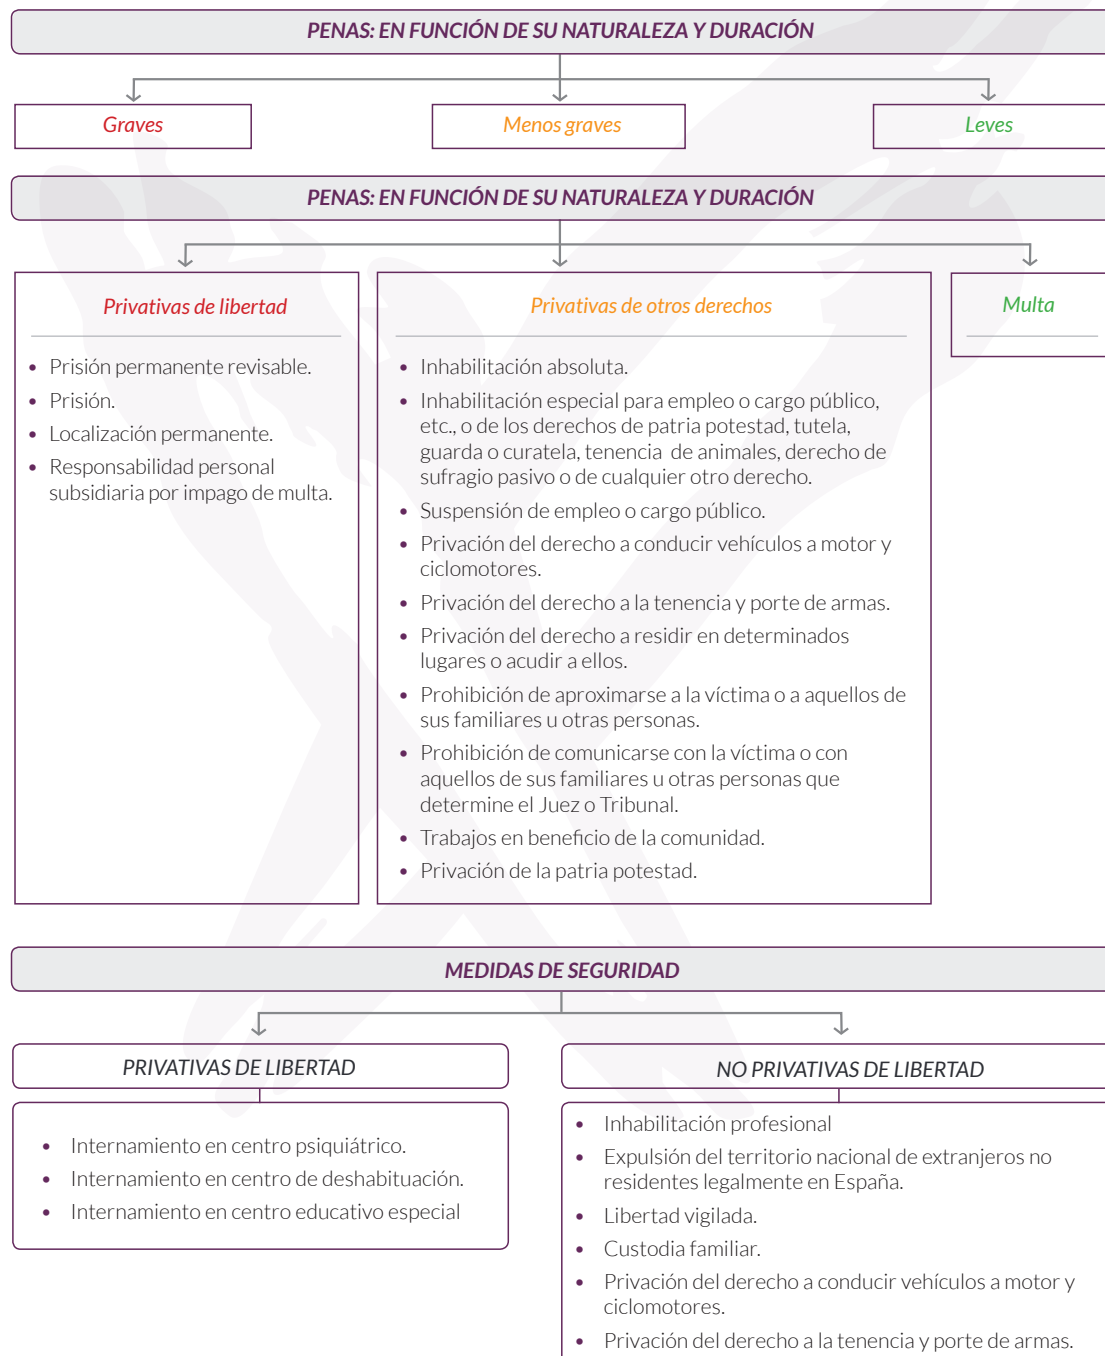 PENAS: EN FUNCIÓN DE SU NATURALEZA Y DURACIÓN
Graves
Menos graves
Leves
PENAS: EN FUNCIÓN DE SU NATURALEZA Y DURACIÓN
Privativas de libertad
• Prisión permanente revisable.
• Prisión.
• Localización permanente.
• Responsabilidad personal
subsidiaria por impago de multa.
Privativas de otros derechos
• Inhabilitación absoluta.
• Inhabilitación especial para empleo o cargo público,
etc., o de los derechos de patria potestad, tutela,
guarda o curatela, tenencia de animales, derecho de
sufragio pasivo o de cualquier otro derecho.
• Suspensión de empleo o cargo público.
• Privación del derecho a conducir vehículos a motor y
ciclomotores.
• Privación del derecho a la tenencia y porte de armas.
• Privación del derecho a residir en determinados
lugares o acudir a ellos.
• Prohibición de aproximarse a la víctima o a aquellos de
sus familiares u otras personas.
• Prohibición de comunicarse con la víctima o con
aquellos de sus familiares u otras personas que
determine el Juez o Tribunal.
• Trabajos en beneficio de la comunidad.
• Privación de la patria potestad.
Multa
MEDIDAS DE SEGURIDAD
PRIVATIVAS DE LIBERTAD
• Internamiento en centro psiquiátrico.
• Internamiento en centro de deshabituación.
• Internamiento en centro educativo especial
NO PRIVATIVAS DE LIBERTAD
• Inhabilitación profesional
• Expulsión del territorio nacional de extranjeros no
residentes legalmente en España.
• Libertad vigilada.
• Custodia familiar.
• Privación del derecho a conducir vehículos a motor y
ciclomotores.
• Privación del derecho a la tenencia y porte de armas.